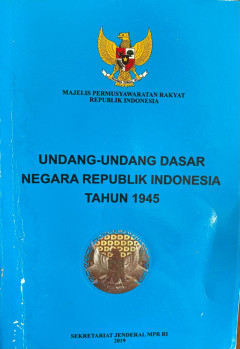 MAJELIS PERMUSYAWARATAN RAKYAT
REPUBLIK INDONESIA
UNDANG-UNDANG DASAR
NEGARA REPUBLIK INDONESIA
TAHUN 1945
SEKRETARIAT JENDERAL MPR RI
2019